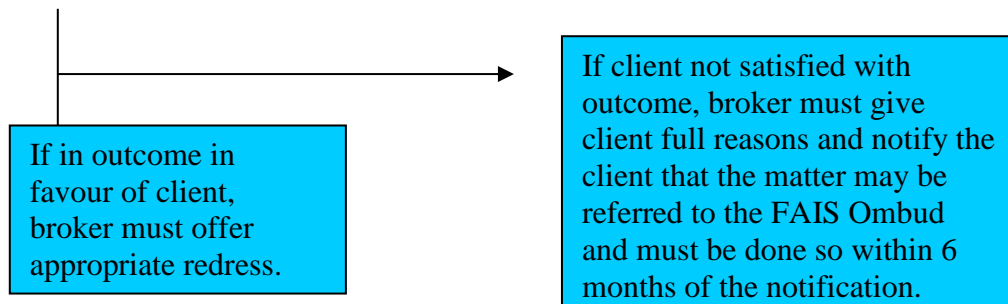 If in outcome in
favour of client,
broker must offer
appropriate redress.
If client not satisfied with
outcome, broker must give
client full reasons and notify the
client that the matter may be
referred to the FAIS Ombud
and must be done so within 6
months of the notification.